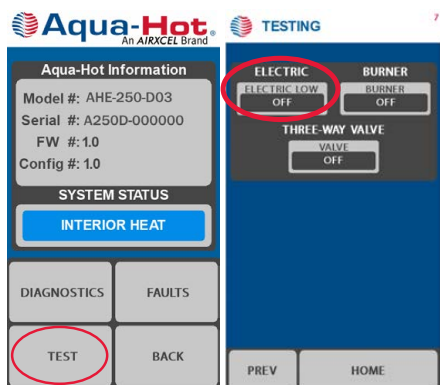 Aqua-Hot.
An AIRXCEL Brand
Aqua-Hot Information
Model #: AHE-250-D03
Serial #: A250D-000000
FW #: 1.0
Config #: 1.0
SYSTEM STATUS
INTERIOR HEAT
DIAGNOSTICS
FAULTS
TEST
BACK
TESTING
7
ELECTRIC
BURNER
ELECTRIC LOW
OFF
BURNER
OFF
THREE-WAY VALVE
VALVE
OFF
PREV
HOME